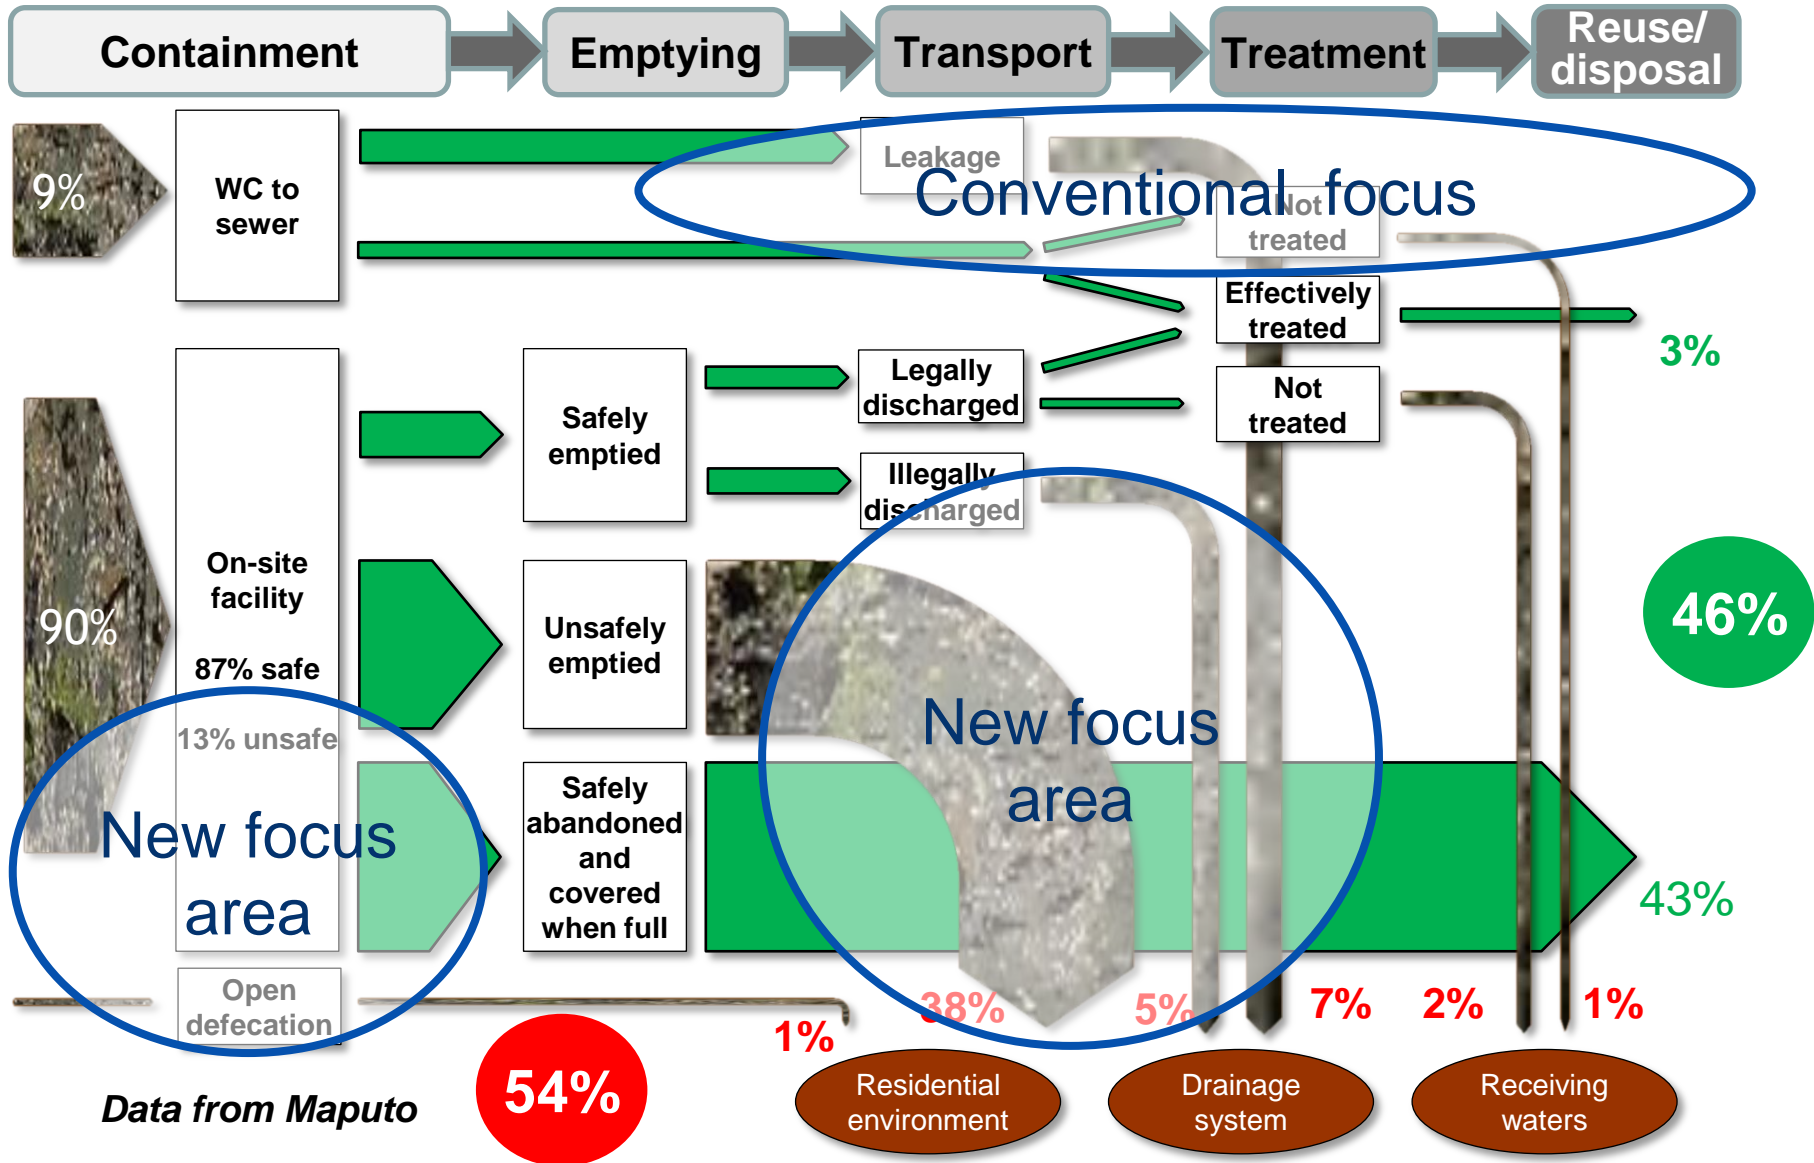 Containment
Emptying
Transport
Treatment
Reuse/
disposal
9%
WC to
sewer
Leakage
Conventional focus
Not
treated
Effectively
treated
3%
Legally
discharged
Not
treated
Safely
emptied
Illegally
discharged
90%
On-site
facility
87% safe
13% unsafe
Unsafely
emptied
46%
New focus
area
New focus
area
Safely
abandoned
and
covered
when full
43%
Open
defecation
1%
38%
5%
7%
2%
1%
54%
Data from Maputo
Residential
environment
Drainage
system
Receiving
waters